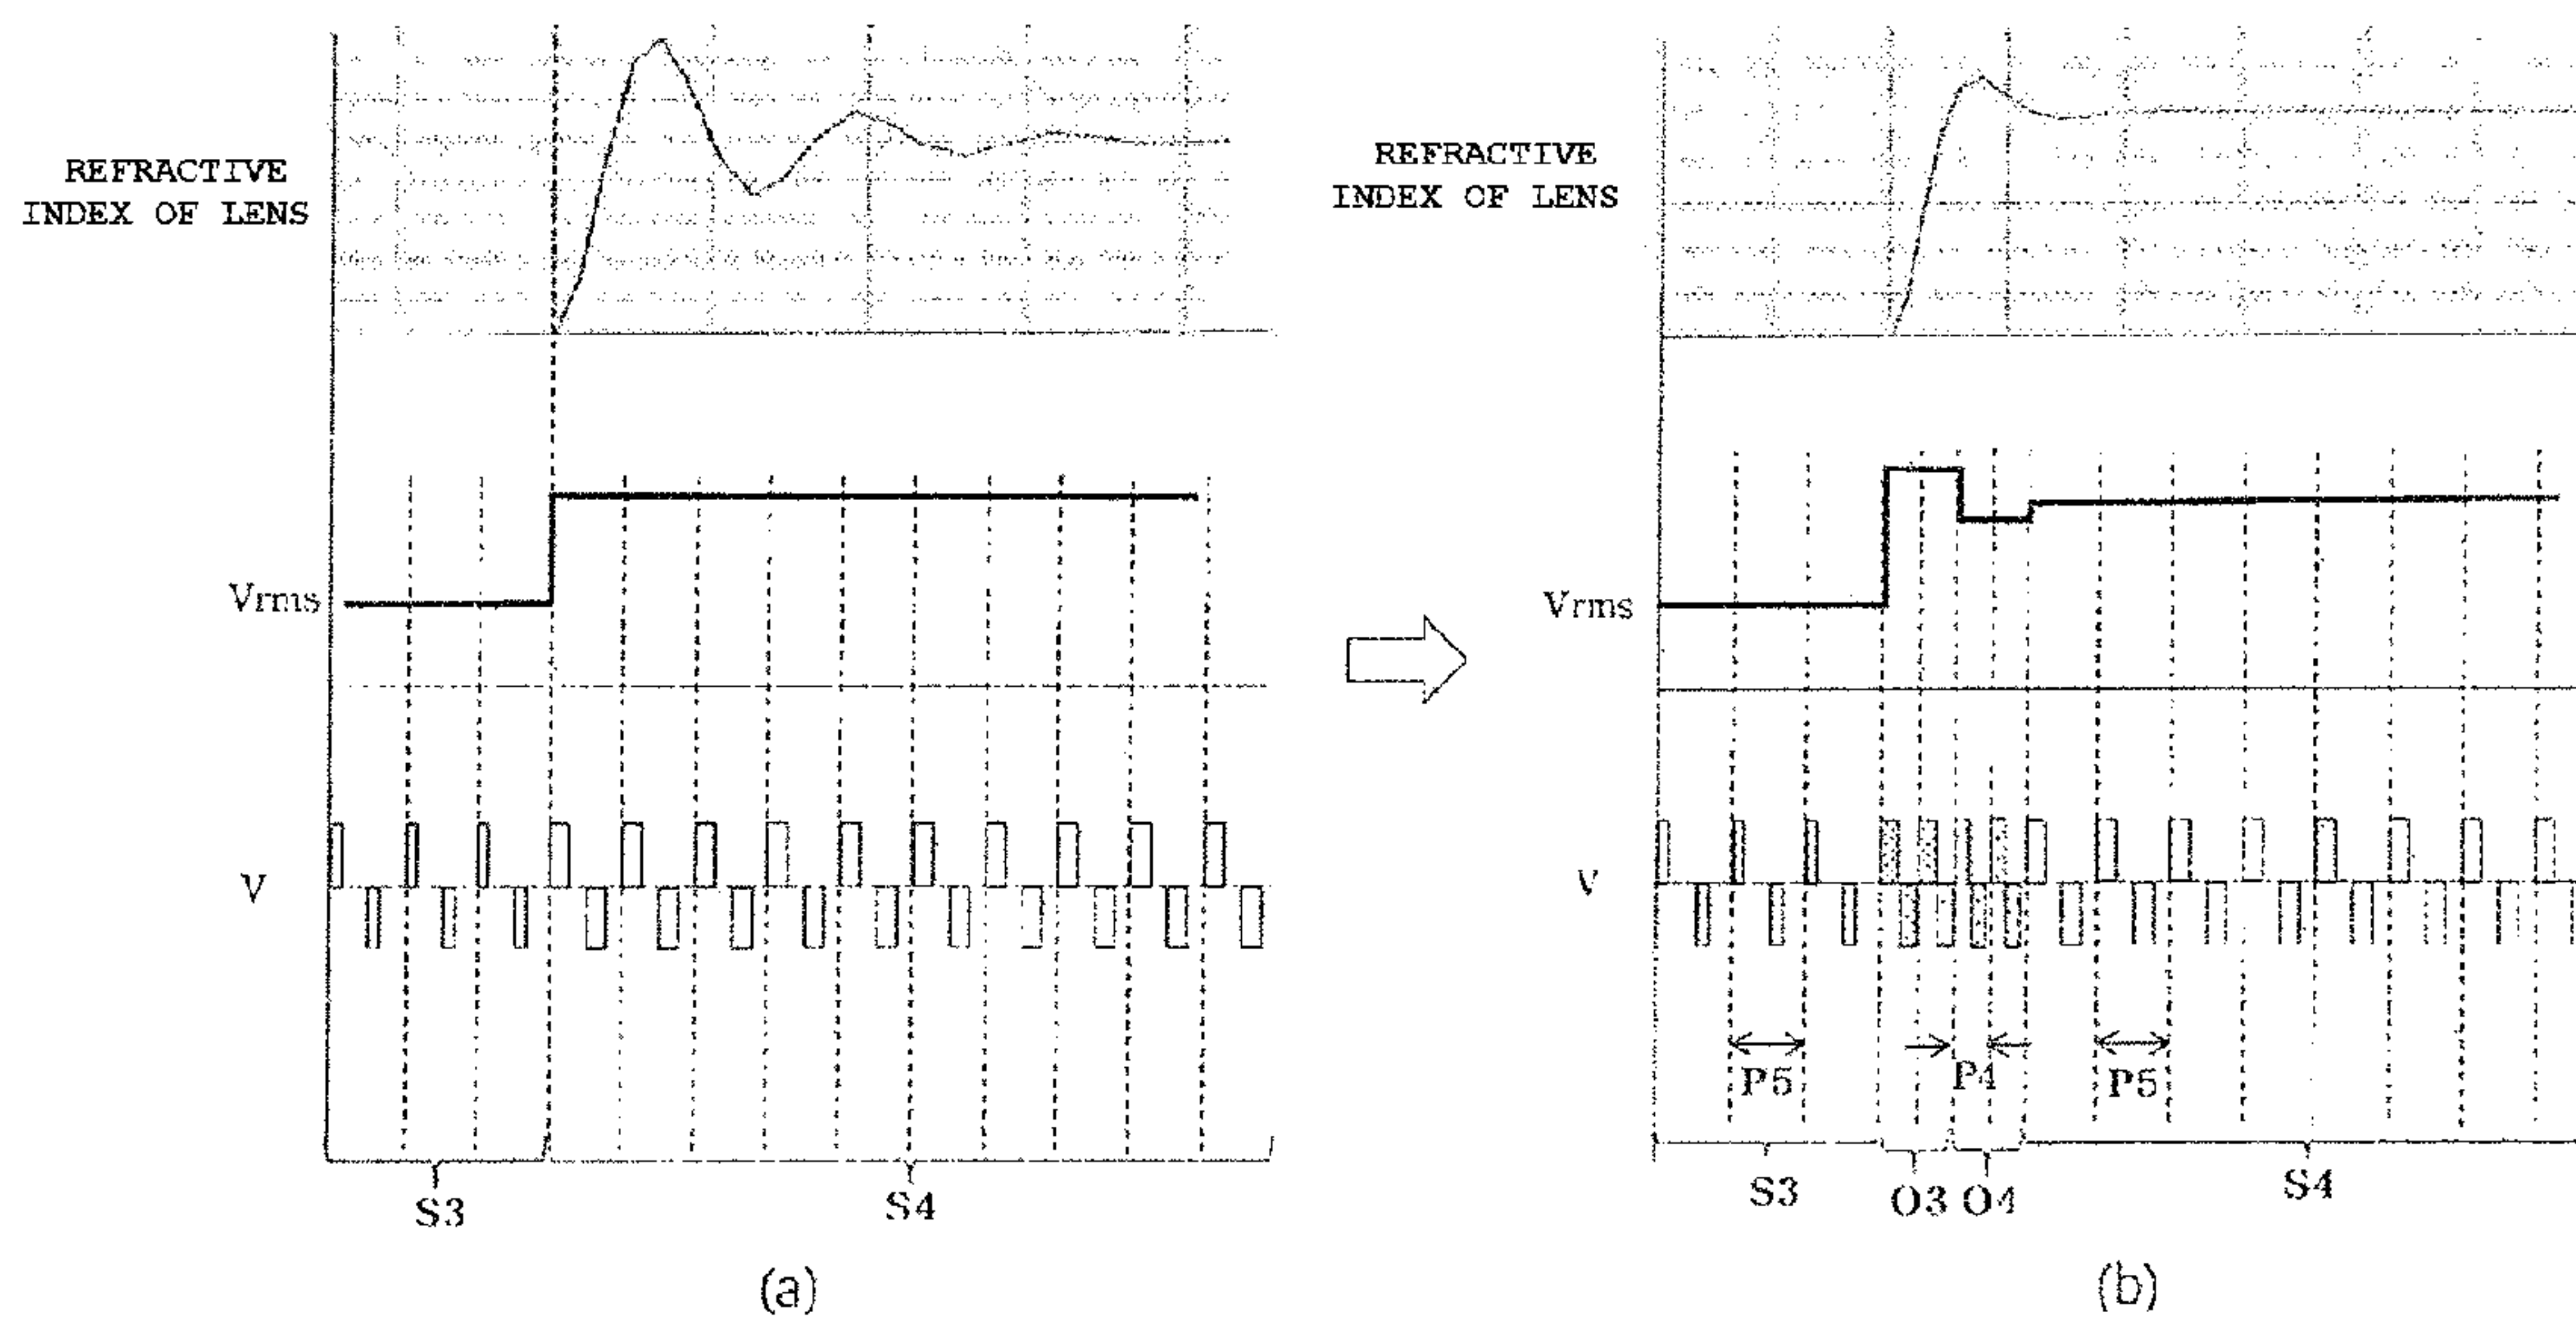 REFRACTIVE
INDEX OF LENS
Vrms
V
S3
S4
(a)
REFRACTIVE
INDEX OF LENS
Vrms
V
P5
P4
P5
S3
O3
O4
S4
(b)